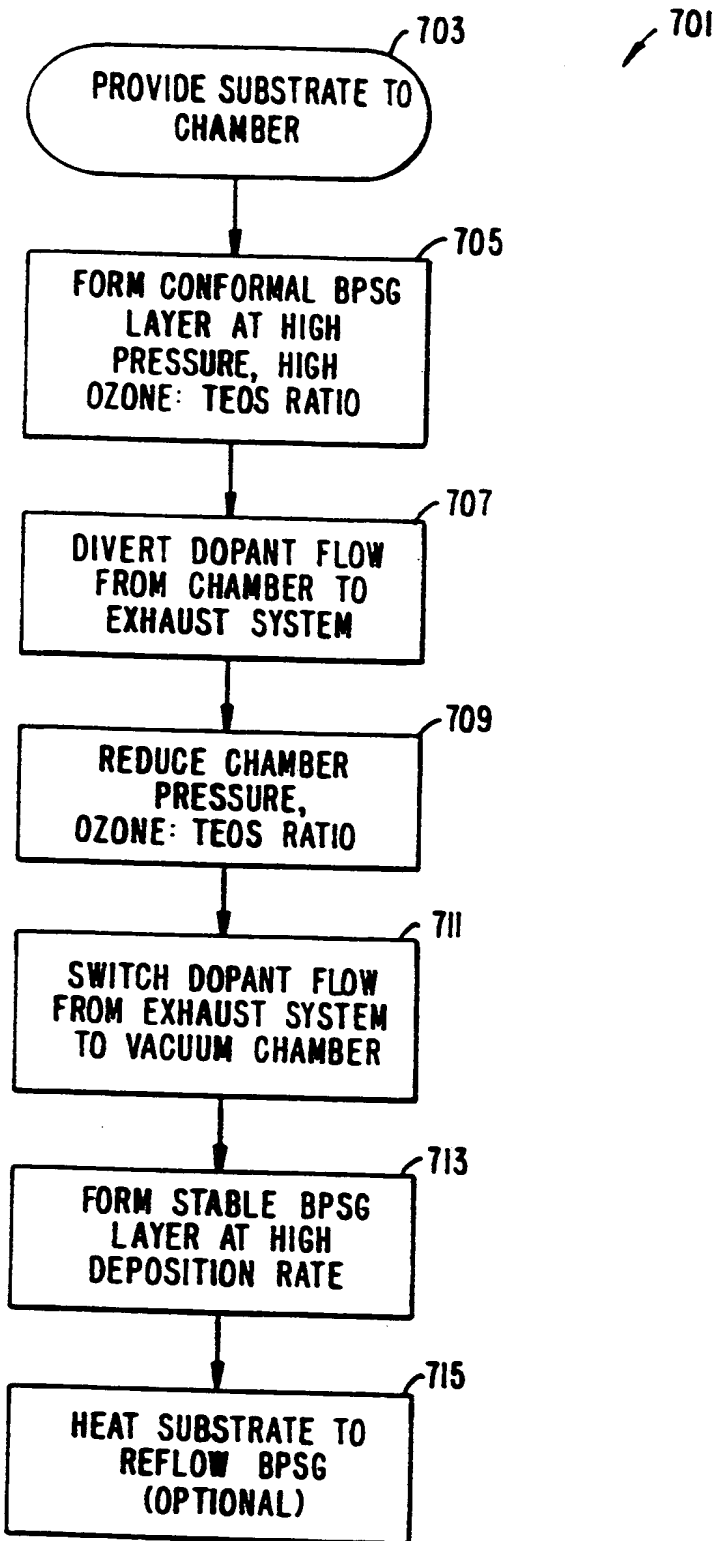 701
703
PROVIDE SUBSTRATE TO
CHAMBER
705
FORM CONFORMAL BPSG
LAYER AT HIGH
PRESSURE, HIGH
OZONE: TEOS RATIO
707
DIVERT DOPANT FLOW
FROM CHAMBER TO
EXHAUST SYSTEM
709
REDUCE CHAMBER
PRESSURE,
OZONE: TEOS RATIO
711
SWITCH DOPANT FLOW
FROM EXHAUST SYSTEM
TO VACUUM CHAMBER
713
FORM STABLE BPSG
LAYER AT HIGH
DEPOSITION RATE
715
HEAT SUBSTRATE TO
REFLOW BPSG
(OPTIONAL)